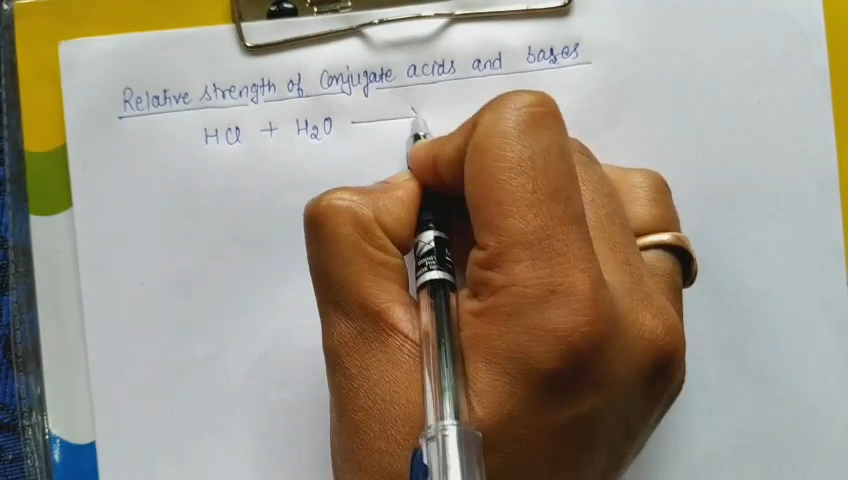 Relative strength of Conjugate acids and bases
HCl + H2O